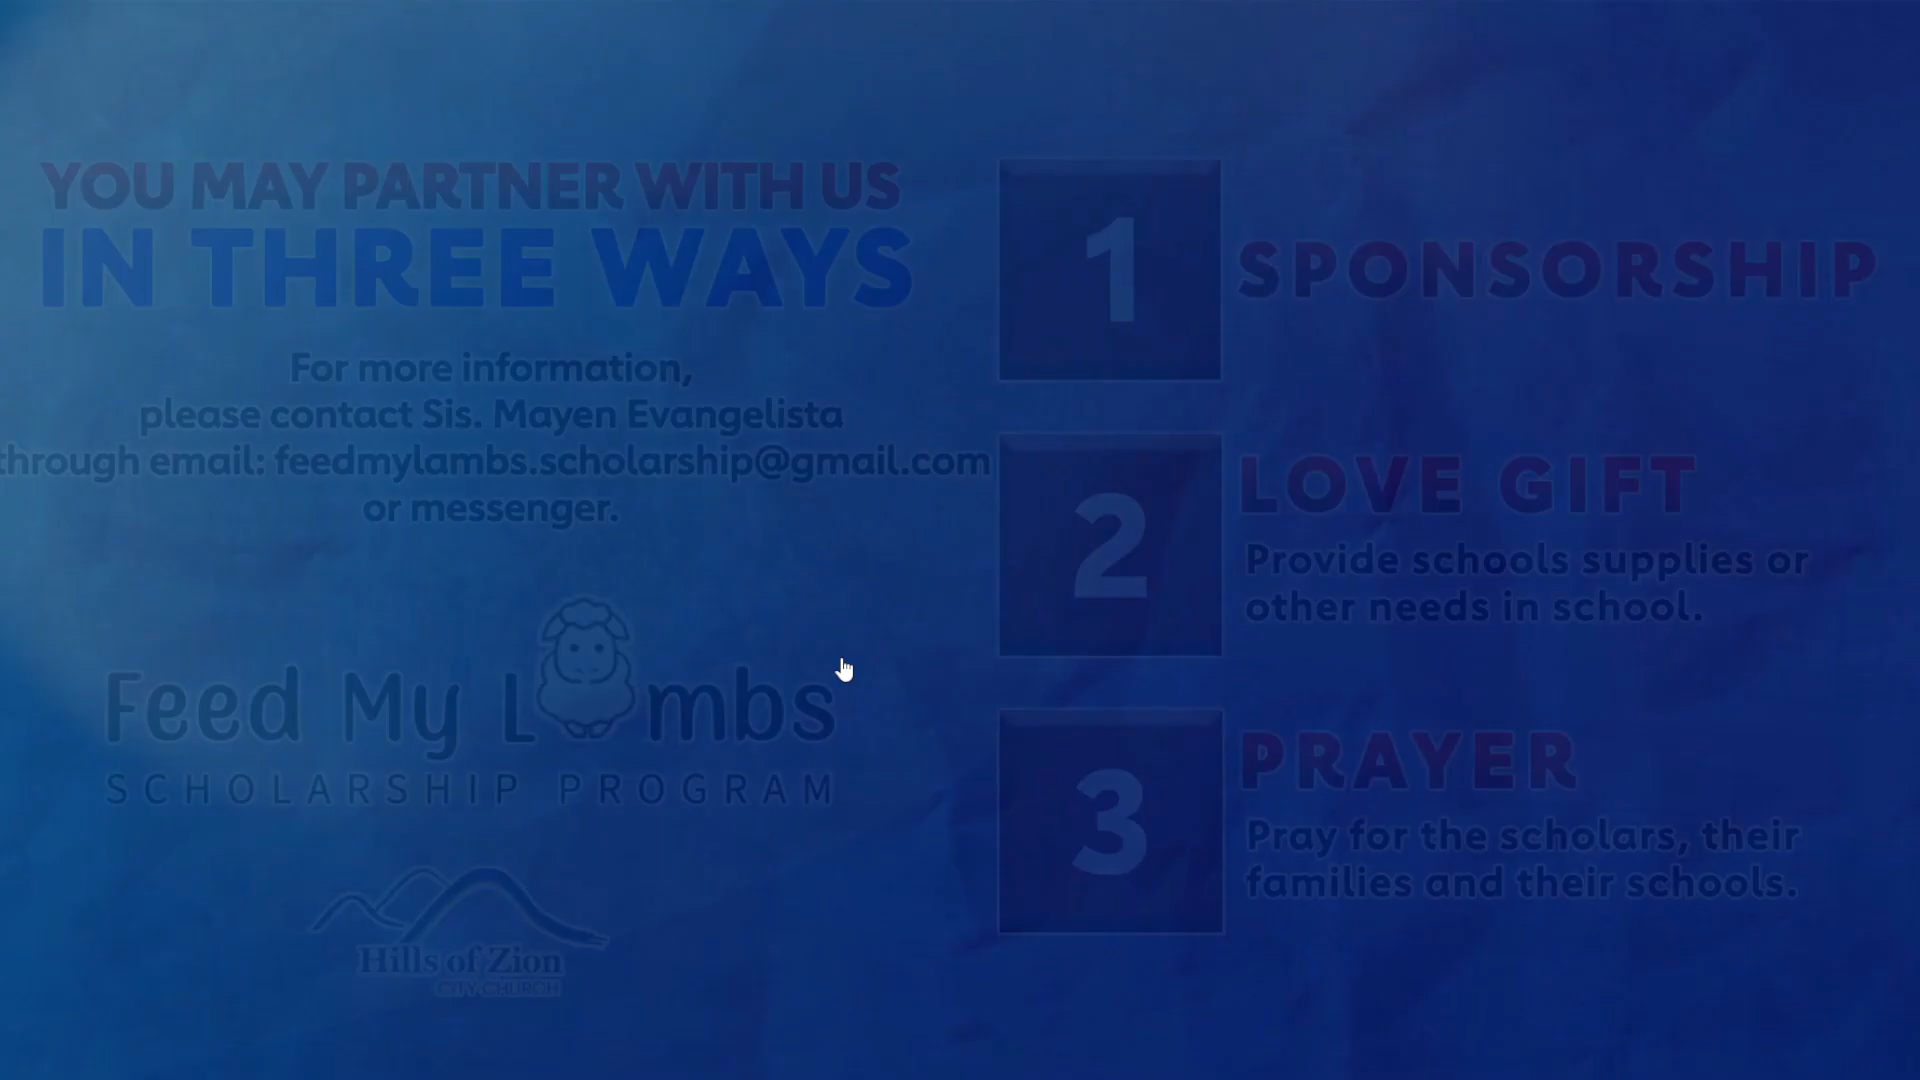 YOU MAY PARTNER WITH US
IN THREE WAYS
For more information,
please contact Sis. Mayen Evangelista
through email: feedmylambs.scholarship@gmail.com
or messenger.
Feed My Lambs
SCHOLARSHIP PROGRAM
Hills of Zion
CITY CHURCH
1
SPONSORSHIP
2
LOVE GIFT
Provide schools supplies or
other needs in school.
3
PRAYER
Pray for the scholars, their
families and their schools.